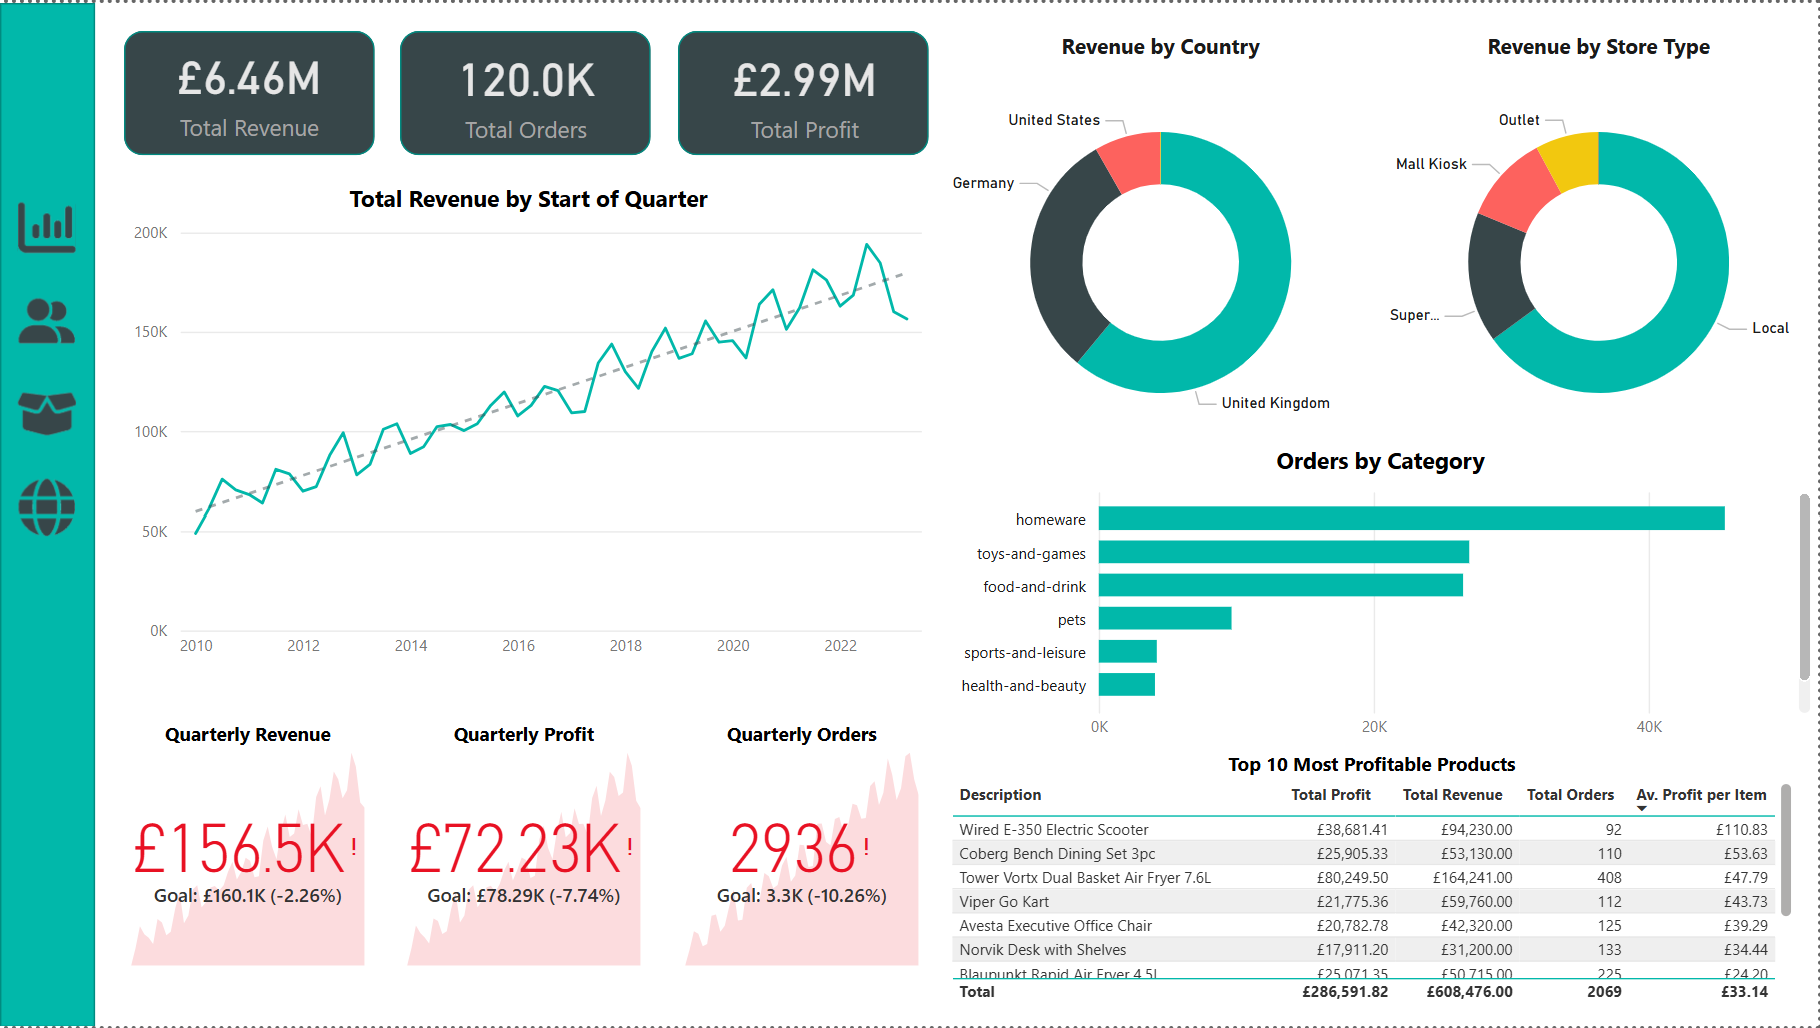 £6.46M
Total Revenue
120.0K
Total Orders
£2.99M
Total Profit
Total Revenue by Start of Quarter
200K
150K
100K
50K
0K
2010 2012 2014 2016 2018 2020 2022
Quarterly Revenue
£156.5K!
Goal: £160.1K (-2.26%)
Quarterly Profit
£72.23K!
Goal: £78.29K (-7.74%)
Quarterly Orders
2936!
Goal: 3.3K (-10.26%)
Revenue by Country
United States
Germany
United Kingdom
Revenue by Store Type
Outlet
Mall Kiosk
Super...
Local
Orders by Category
homeware
toys-and-games
food-and-drink
pets
sports-and-leisure
health-and-beauty
0K 20K 40K
Top 10 Most Profitable Products
Description Total Profit Total Revenue Total Orders Av. Profit per Item
Wired E-350 Electric Scooter £38,681.41 £94,230.00 92 £110.83
Coberg Bench Dining Set 3pc £25,905.33 £53,130.00 110 £53.63
Tower Vortx Dual Basket Air Fryer 7.6L £80,249.50 £164,241.00 408 £47.79
Viper Go Kart £21,775.36 £59,760.00 112 £43.73
Avesta Executive Office Chair £20,782.78 £42,320.00 125 £39.29
Norvik Desk with Shelves £17,911.20 £31,200.00 133 £34.44
Blaupunkt Rapid Air Fryer 4.5L £25,071.35 £50,715.00 225 £24.20
Total £286,591.82 £608,476.00 2069 £33.14